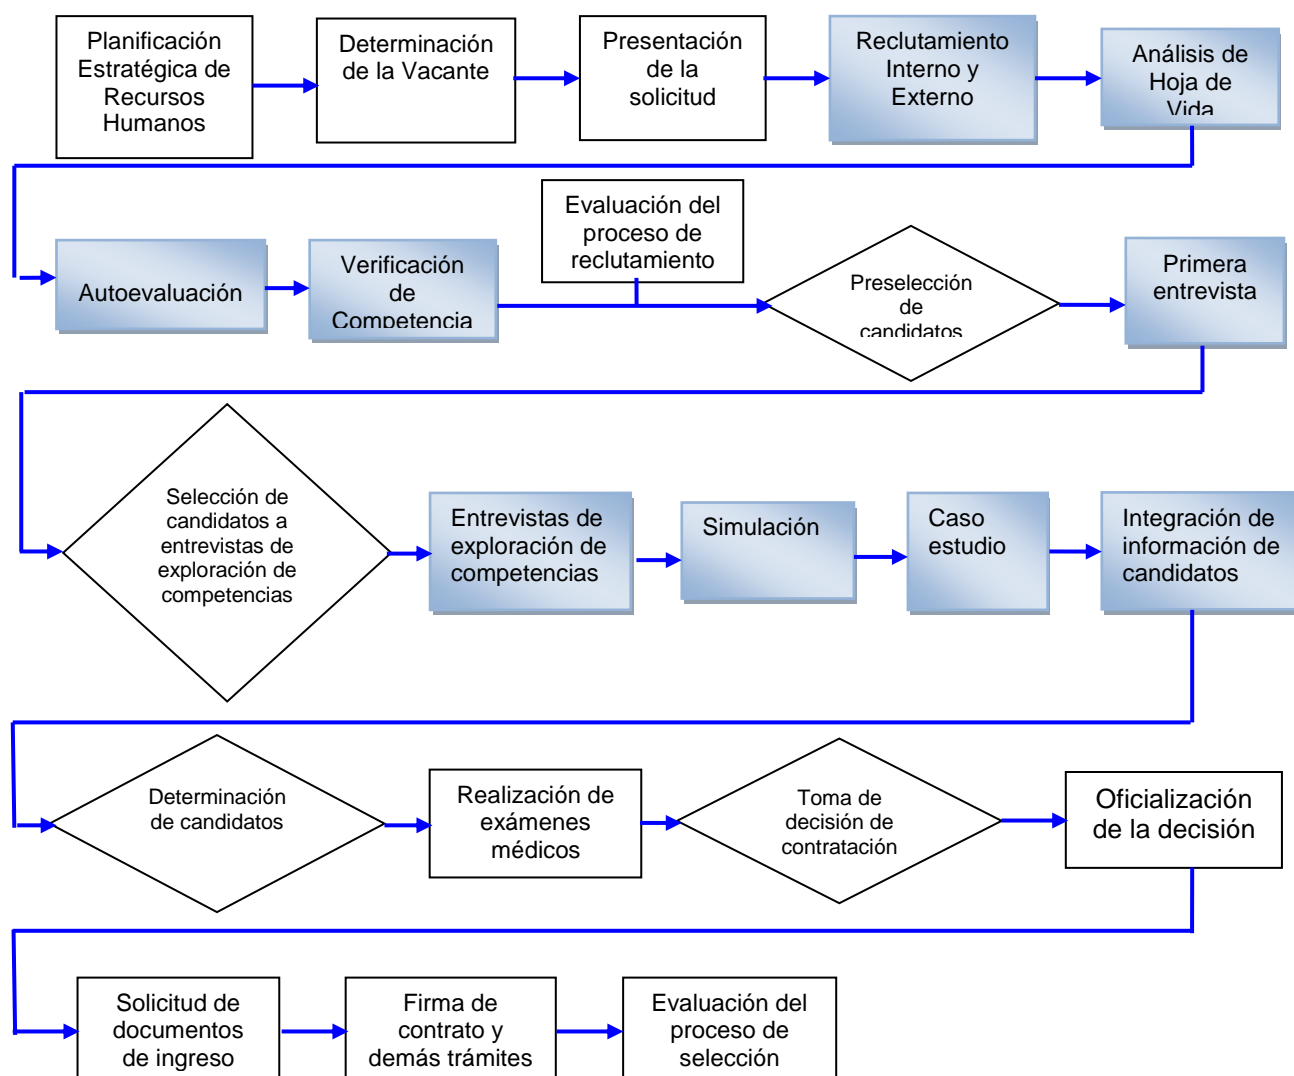 Planificación
Estratégica de
Recursos
Humanos
Determinación
de la Vacante
Presentación
de la
solicitud
Reclutamiento
Interno y
Externo
Análisis de
Hoja de
Vida
Evaluación del
proceso de
reclutamiento
Autoevaluación
Verificación
de
Competencia
Preselección
de
candidatos
Primera
entrevista
Selección de
candidatos a
entrevistas de
exploración de
competencias
Entrevistas de
exploración de
competencias
Simulación
Caso
estudio
Integración de
información de
candidatos
Determinación
de candidatos
Realización de
exámenes
médicos
Toma de
decisión de
contratación
Oficialización
de la decisión
Solicitud de
documentos
de ingreso
Firma de
contrato y
demás trámites
Evaluación del
proceso de
selección